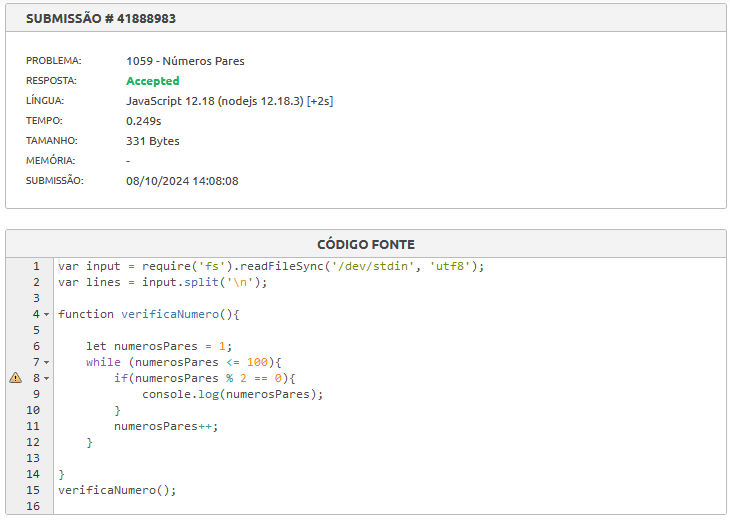 SUBMISSÃO # 41888983
PROBLEMA: 1059 - Números Pares
RESPOSTA: Accepted
LÍNGUA: JavaScript 12.18 (nodejs 12.18.3) [+2s]
TEMPO: 0.249s
TAMANHO: 331 Bytes
MEMÓRIA: -
SUBMISSÃO: 08/10/2024 14:08:08
CÓDIGO FONTE
1 var input = require('fs').readFileSync('/dev/stdin', 'utf8');
2 var lines = input.split('\n');
3
4 function verificaNumero(){
5
6     let numerosPares = 1;
7     while (numerosPares <= 100){
8         if(numerosPares % 2 == 0){
9             console.log(numerosPares);
10         }
11         numerosPares++;
12     }
13
14 }
15 verificaNumero();
16